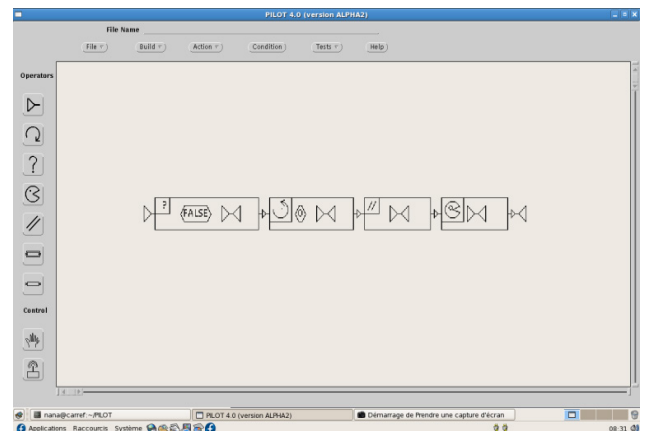 PILOT 4.0 (version ALPHA2)
File Name
File Build Action Condition Tests Help
Operators
?
? FALSE 0 //
//
Control
nana@carref:~/PILOT PILOT 4.0 (version ALPHA2) Démarrage de Prendre une capture d'écran
Applications Raccourcis Système 08:31